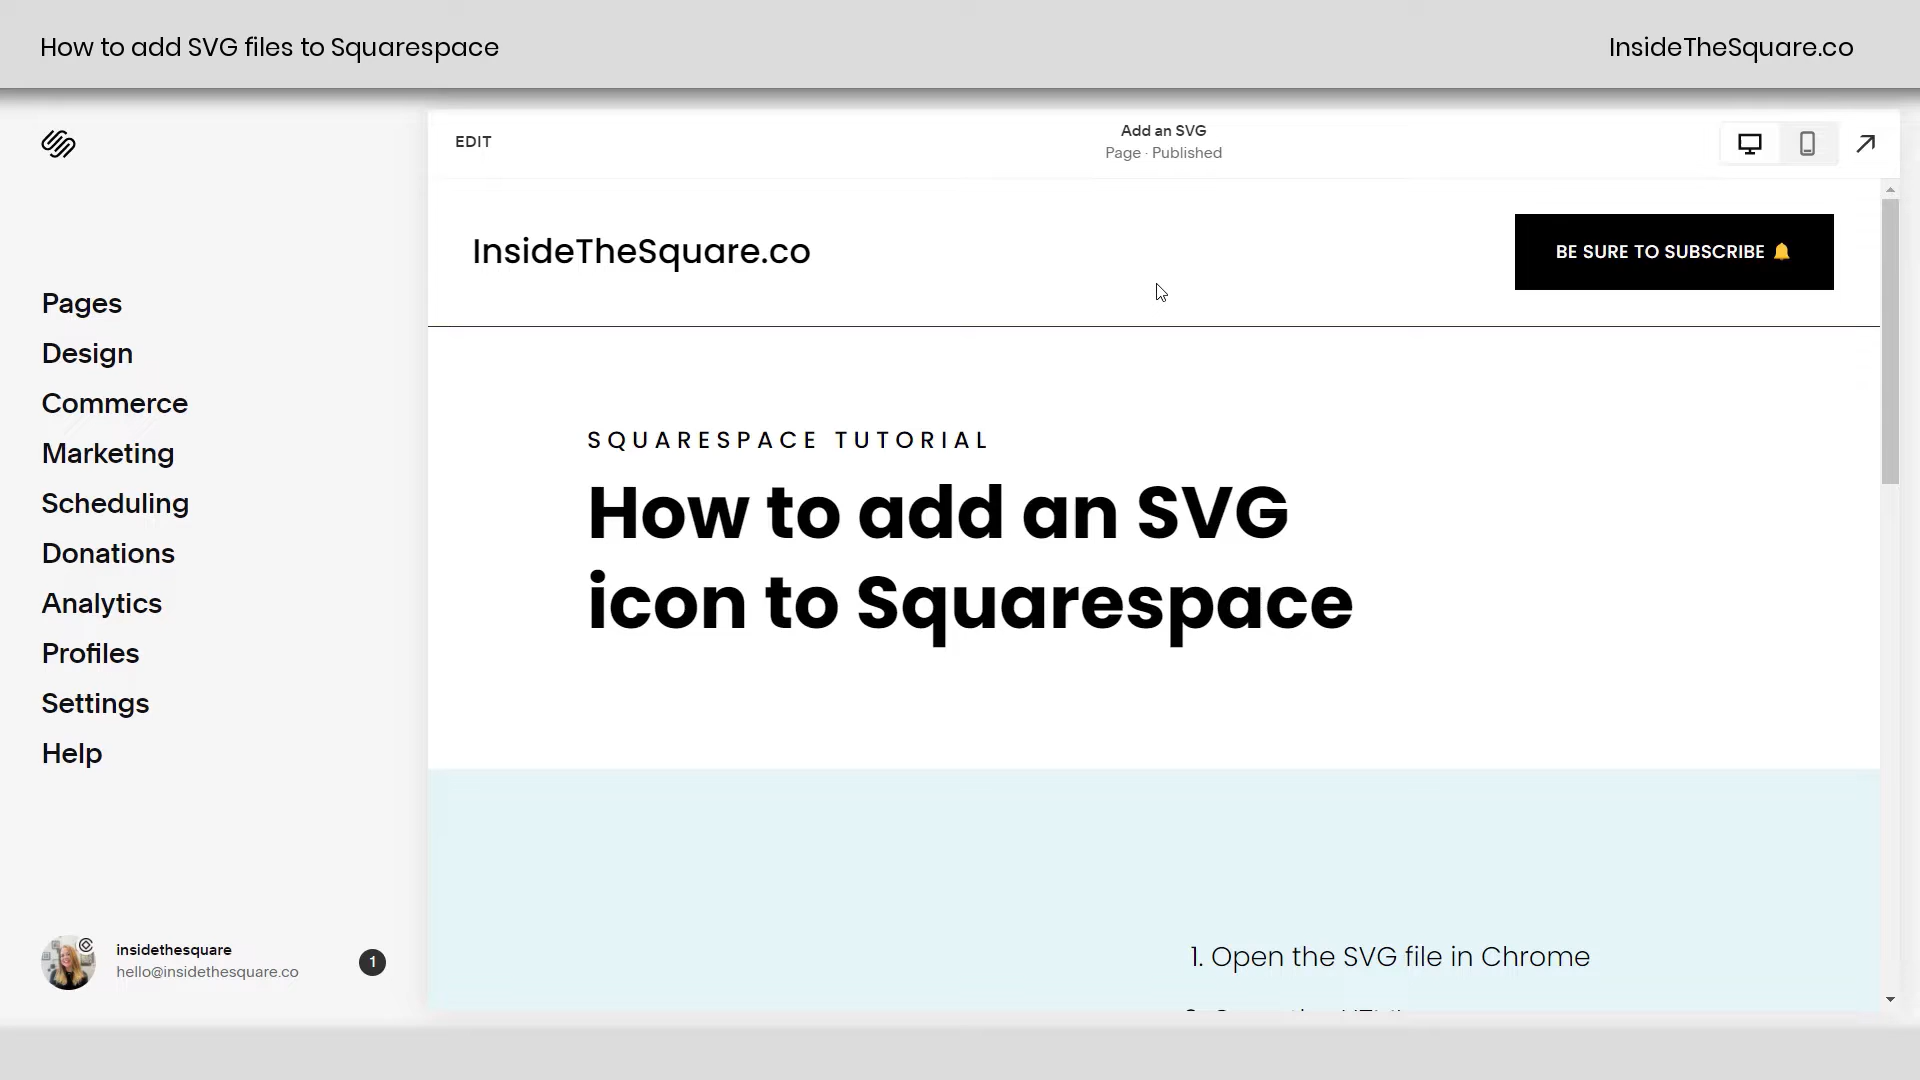 How to add SVG files to Squarespace
InsideTheSquare.co
EDIT
Add an SVG
Page · Published
InsideTheSquare.co
BE SURE TO SUBSCRIBE 🔔
Pages
Design
Commerce
Marketing
Scheduling
Donations
Analytics
Profiles
Settings
Help
SQUARESPACE TUTORIAL
How to add an SVG
icon to Squarespace
1. Open the SVG file in Chrome
insidethesquare
hello@insidethesquare.co
1